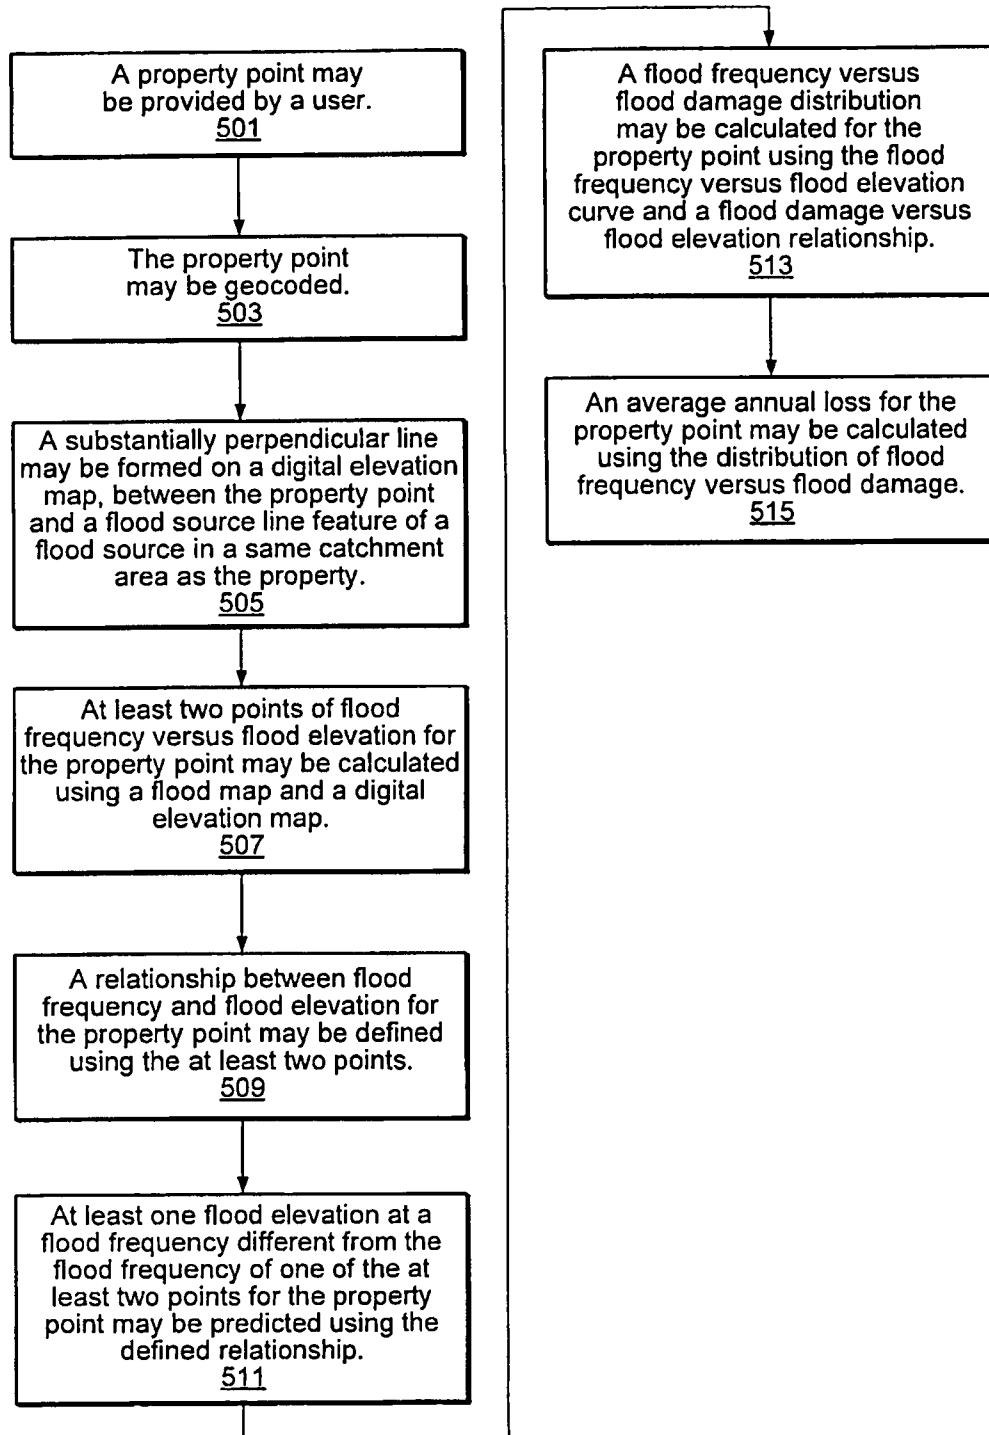 A property point may
be provided by a user.
501
The property point
may be geocoded.
503
A substantially perpendicular line
may be formed on a digital elevation
map, between the property point
and a flood source line feature of a
flood source in a same catchment
area as the property.
505
At least two points of flood
frequency versus flood elevation for
the property point may be calculated
using a flood map and a digital
elevation map.
507
A relationship between flood
frequency and flood elevation for
the property point may be defined
using the at least two points.
509
At least one flood elevation at a
flood frequency different from the
flood frequency of one of the at
least two points for the property
point may be predicted using the
defined relationship.
511
A flood frequency versus
flood damage distribution
may be calculated for the
property point using the flood
frequency versus flood elevation
curve and a flood damage versus
flood elevation relationship.
513
An average annual loss for the
property point may be calculated
using the distribution of flood
frequency versus flood damage.
515